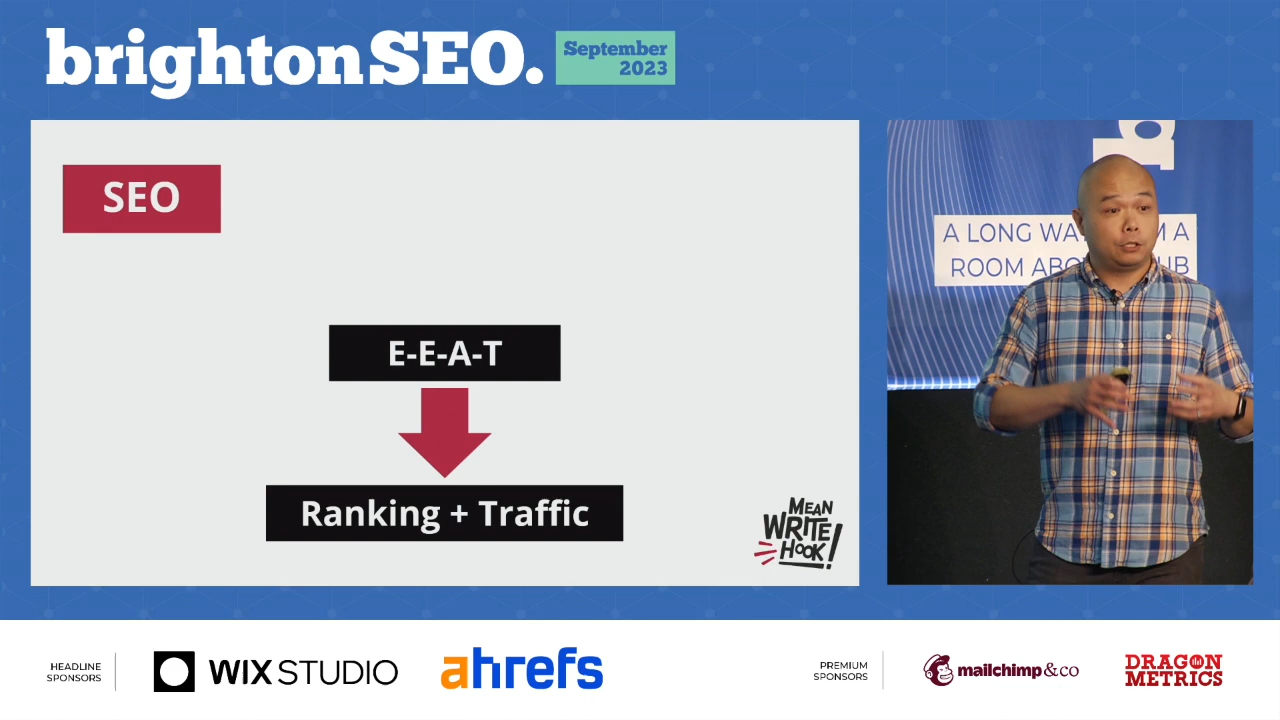 brightonSEO.
September
2023
SEO
E-E-A-T
Ranking + Traffic
MEAN
WRITE
HOOK!
A LONG WA M A
ROOM ABO UB
HEADLINE
SPONSORS
WIX STUDIO
ahrefs
PREMIUM
SPONSORS
mailchimp&co
DRAGON
METRICS